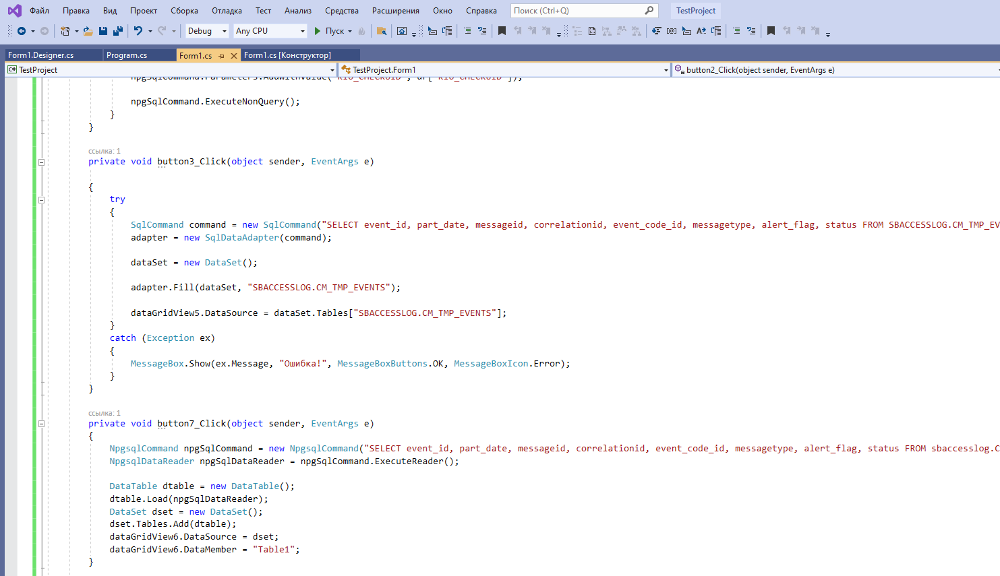 Файл Правка Вид Проект Сборка Отладка Тест Анализ Средства Расширения Окно Справка Поиск (Ctrl+Q) TestProject
Debug Any CPU Пуск
Form1.Designer.cs Program.cs Form1.cs Form1.cs [Конструктор]
C# TestProject TestProject.Form1 button2_Click(object sender, EventArgs e)
npgSqlCommand.Parameters.AddWithValue("KTO_CHECKUID", dr["KTO_CHECKUID"]);
npgSqlCommand.ExecuteNonQuery();
}
}
ссылка: 1
private void button3_Click(object sender, EventArgs e)
{
try
{
SqlCommand command = new SqlCommand("SELECT event_id, part_date, messageid, correlationid, event_code_id, messagetype, alert_flag, status FROM SBACCESSLOG.CM_TMP_EV
adapter = new SqlDataAdapter(command);
dataSet = new DataSet();
adapter.Fill(dataSet, "SBACCESSLOG.CM_TMP_EVENTS");
dataGridView5.DataSource = dataSet.Tables["SBACCESSLOG.CM_TMP_EVENTS"];
}
catch (Exception ex)
{
MessageBox.Show(ex.Message, "Ошибка!", MessageBoxButtons.OK, MessageBoxIcon.Error);
}
}
ссылка: 1
private void button7_Click(object sender, EventArgs e)
{
NpgsqlCommand npgSqlCommand = new NpgsqlCommand("SELECT event_id, part_date, messageid, correlationid, event_code_id, messagetype, alert_flag, status FROM sbaccesslog.C
NpgsqlDataReader npgSqlDataReader = npgSqlCommand.ExecuteReader();
DataTable dtable = new DataTable();
dtable.Load(npgSqlDataReader);
DataSet dset = new DataSet();
dset.Tables.Add(dtable);
dataGridView6.DataSource = dset;
dataGridView6.DataMember = "Table1";
}